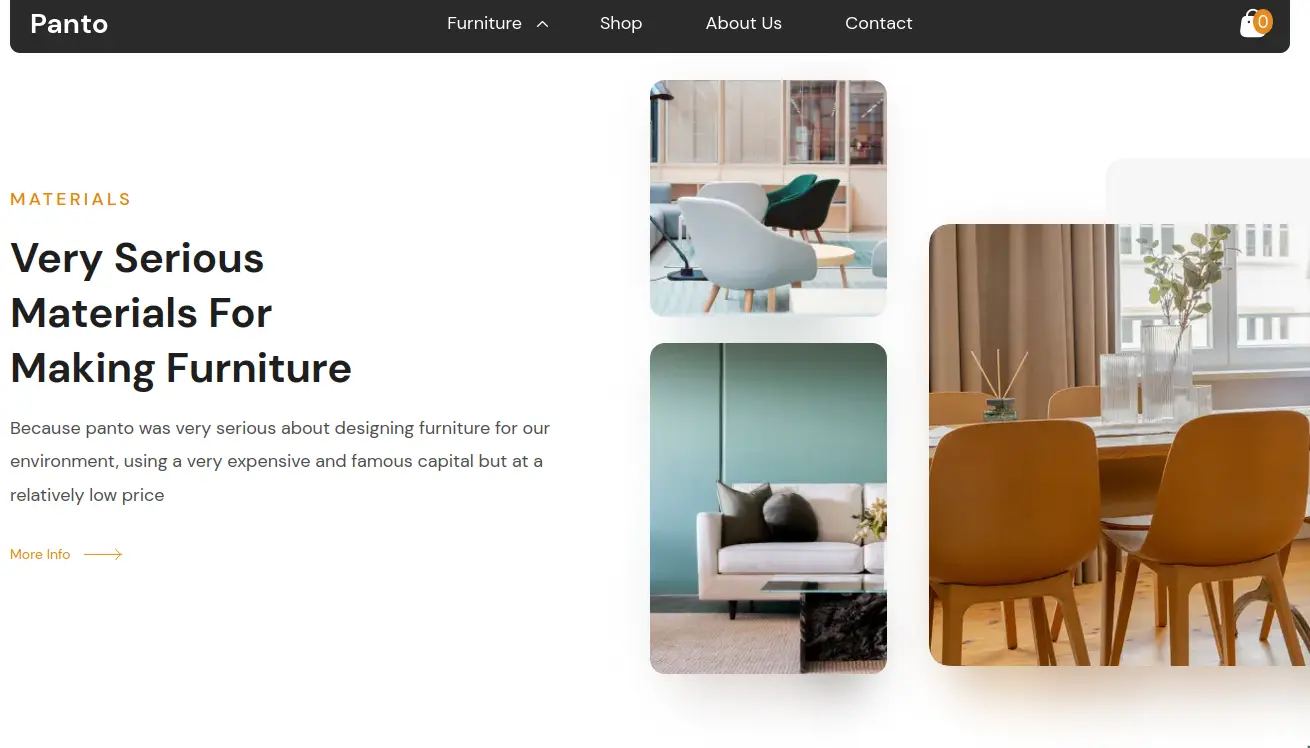 Panto
Furniture
Shop
About Us
Contact
0
MATERIALS
Very Serious
Materials For
Making Furniture
Because panto was very serious about designing furniture for our
environment, using a very expensive and famous capital but at a
relatively low price
More Info